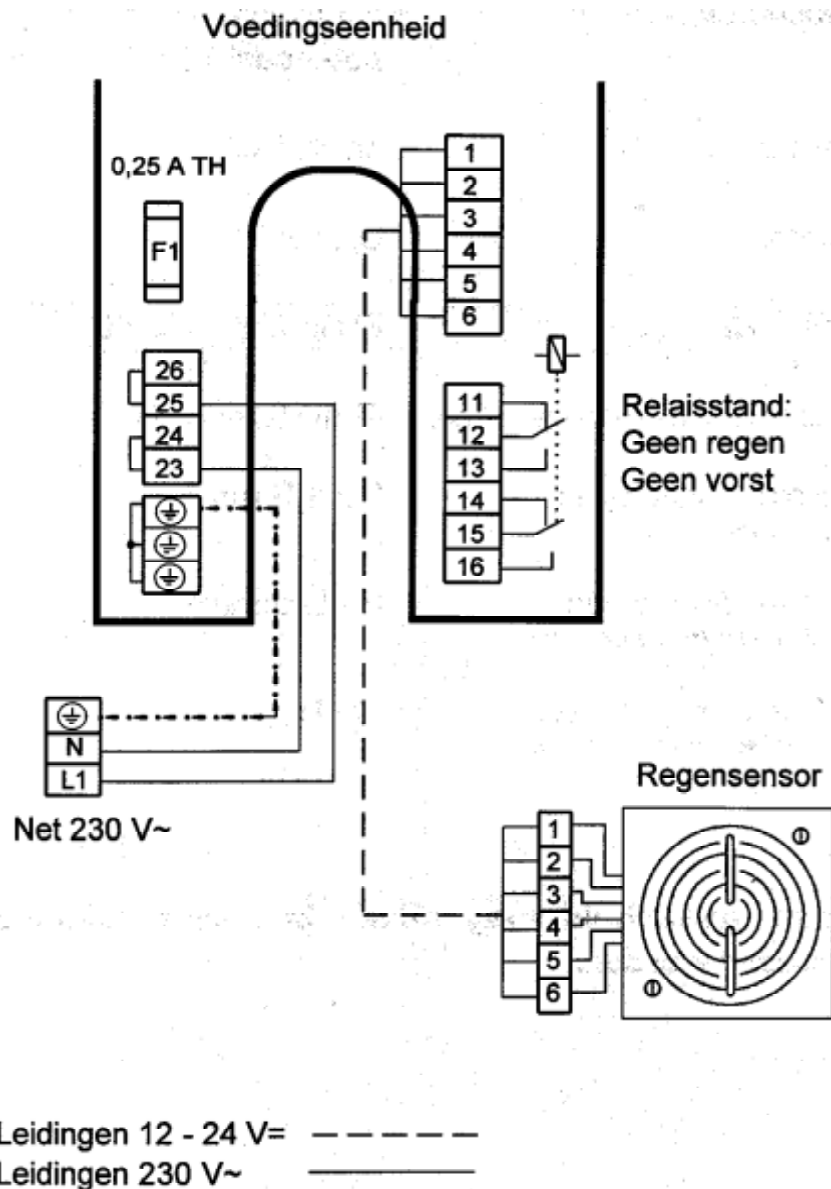 Voedingseenheid
0,25 A TH
F1
1
2
3
4
5
6
26
25
24
23
11
12
13
14
15
16
Relaisstand:
Geen regen
Geen vorst
N
L1
Net 230 V~
Regensensor
1
2
3
4
5
6
Leidingen 12 - 24 V=
Leidingen 230 V~